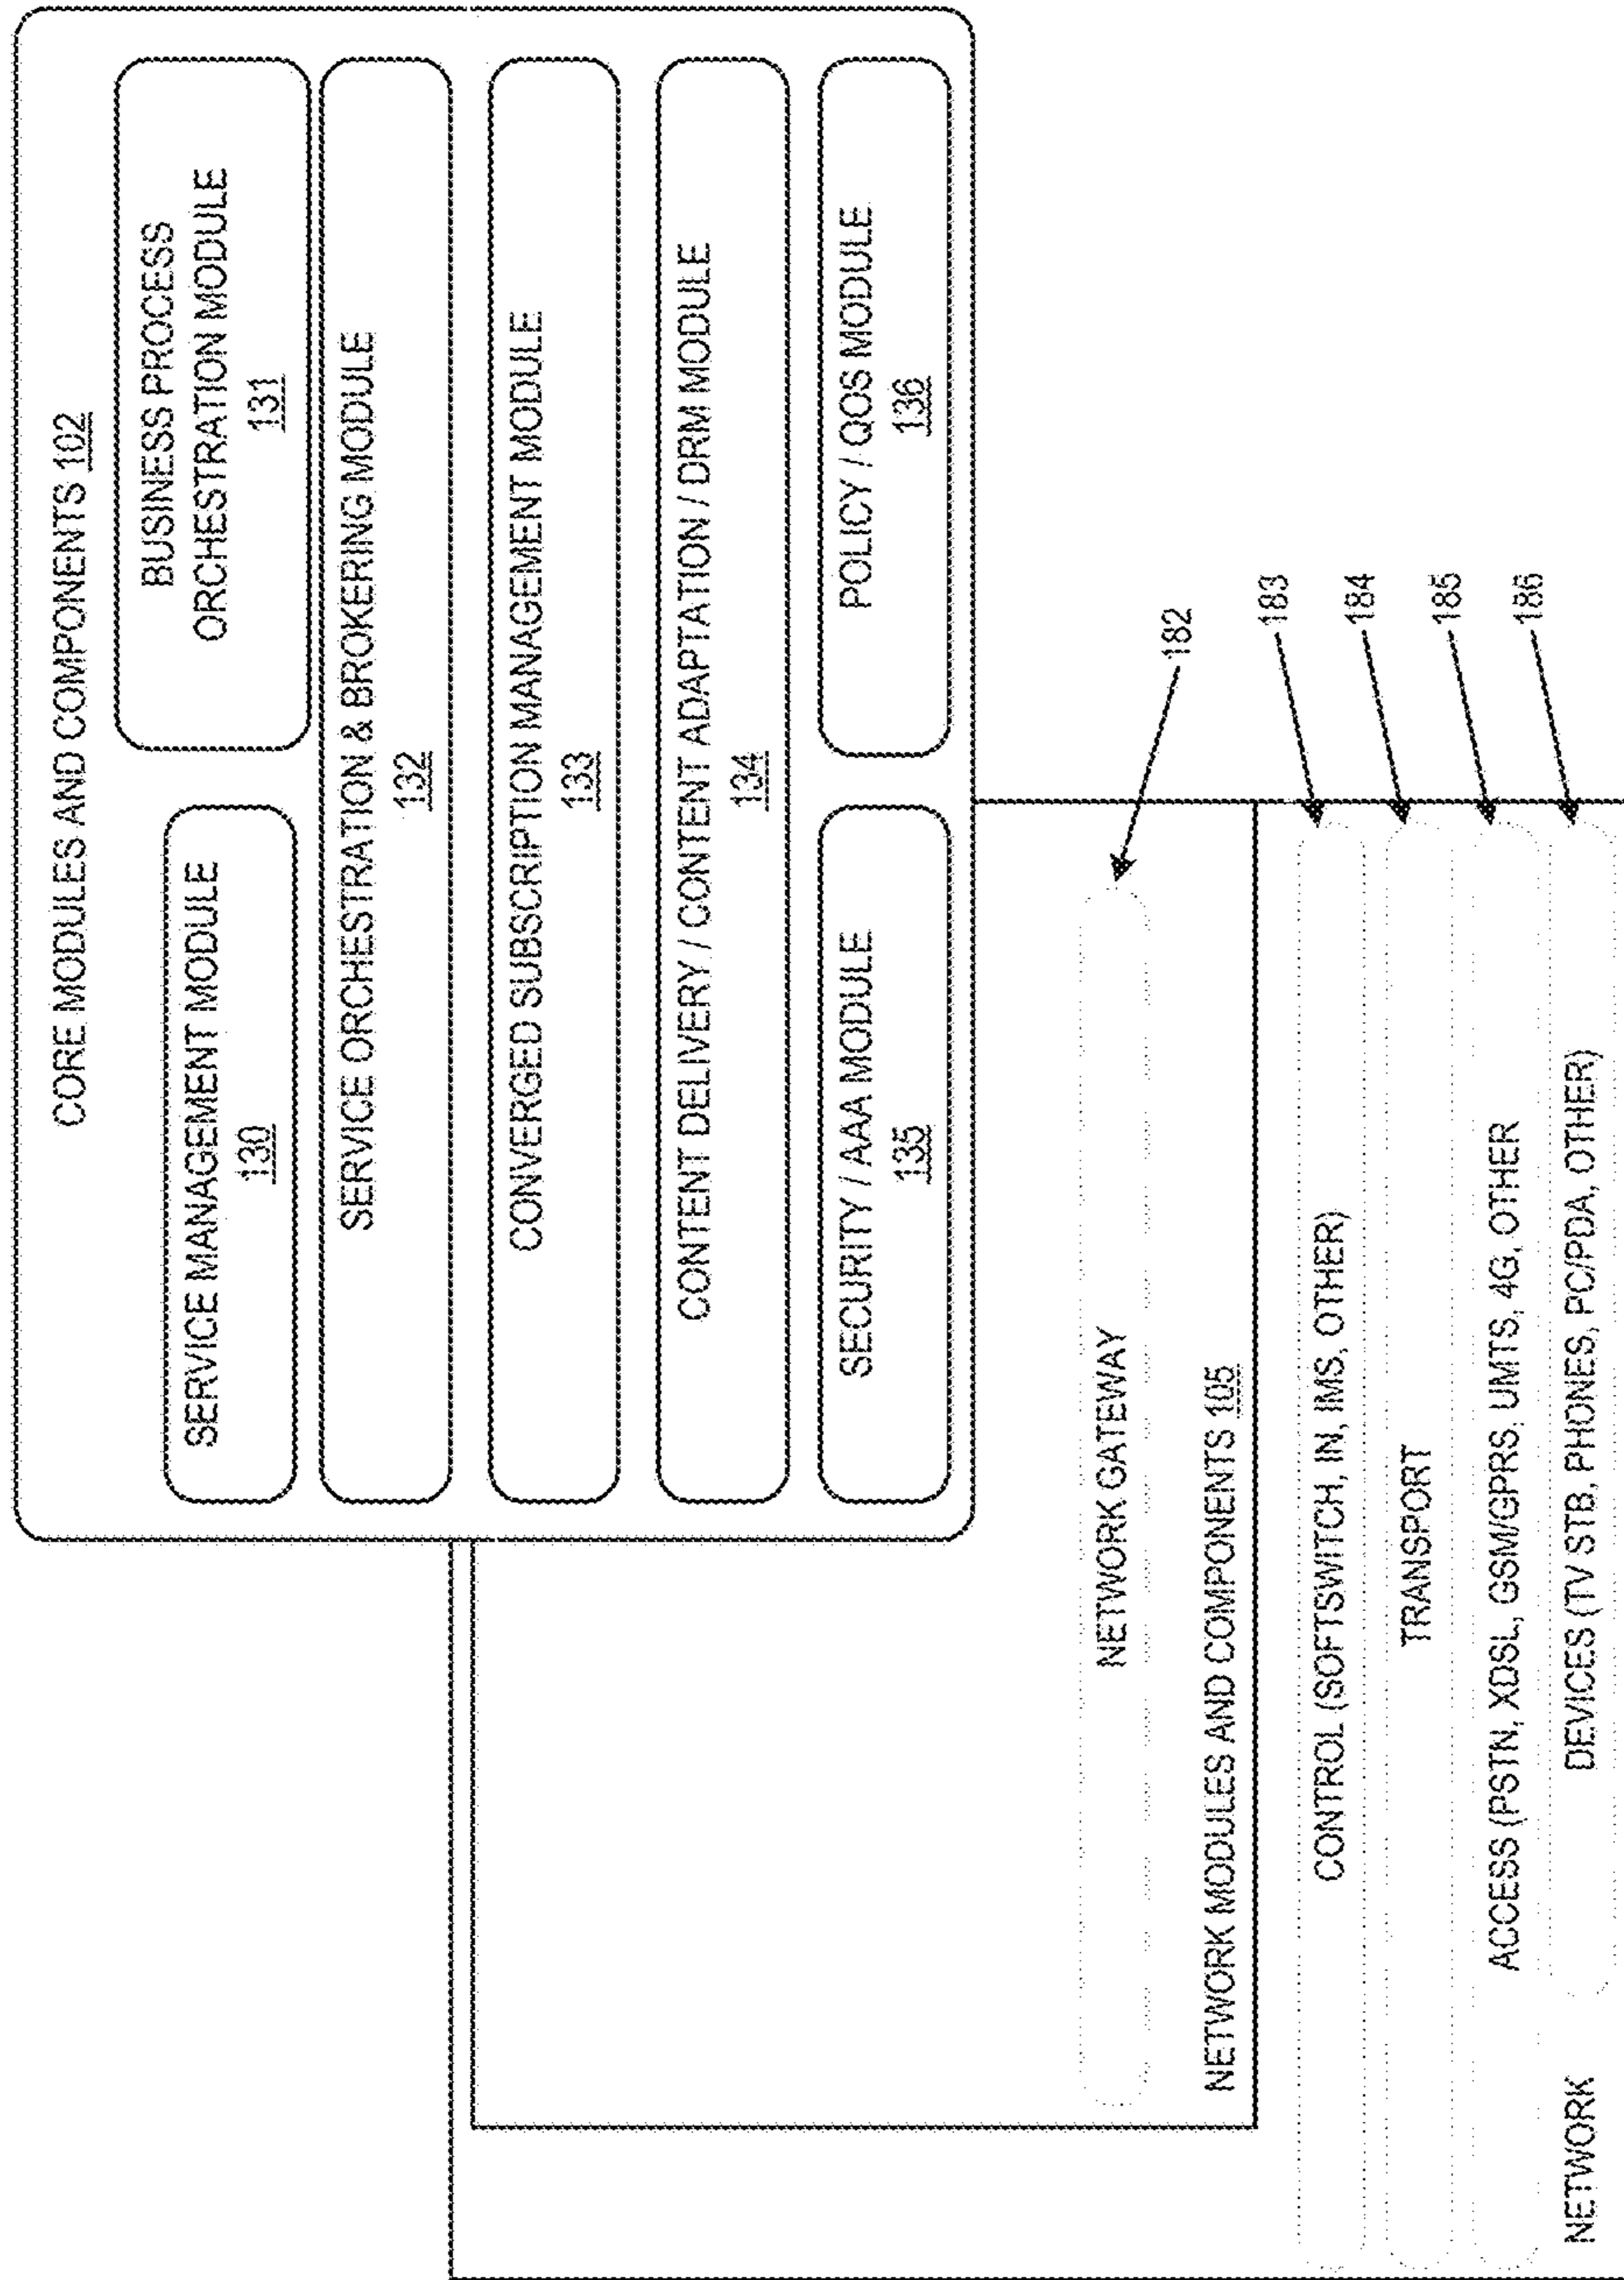 CORE MODULES AND COMPONENTS 102
SERVICE MANAGEMENT MODULE
130
BUSINESS PROCESS
ORCHESTRATION MODULE
131
SERVICE ORCHESTRATION & BROKERING MODULE
132
CONVERGED SUBSCRIPTION MANAGEMENT MODULE
133
CONTENT DELIVERY / CONTENT ADAPTATION / DRM MODULE
134
SECURITY / AAA MODULE
135
POLICY / QOS MODULE
136
NETWORK GATEWAY
182
NETWORK MODULES AND COMPONENTS 105
183
CONTROL (SOFTSWITCH, IN, IMS, OTHER)
184
TRANSPORT
185
ACCESS (PSTN, XDSL, GSM/GPRS, UMTS, 4G, OTHER
186
NETWORK
DEVICES (TV STB, PHONES, PC/PDA, OTHER)